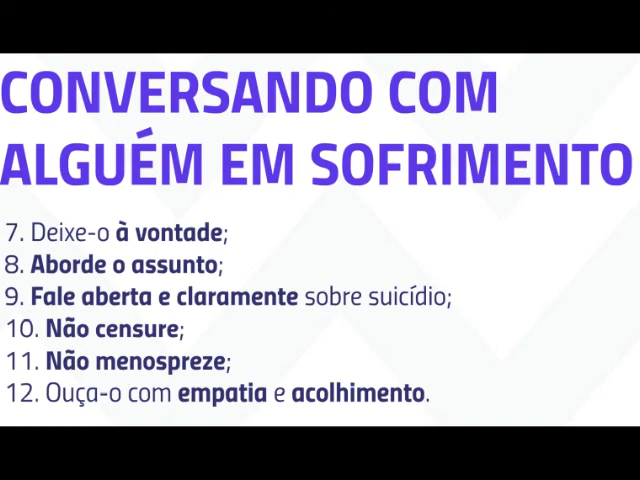 CONVERSANDO COM
ALGUÉM EM SOFRIMENTO
7. Deixe-o à vontade;
8. Aborde o assunto;
9. Fale aberta e claramente sobre suicídio;
10. Não censure;
11. Não menospreze;
12. Ouça-o com empatia e acolhimento.